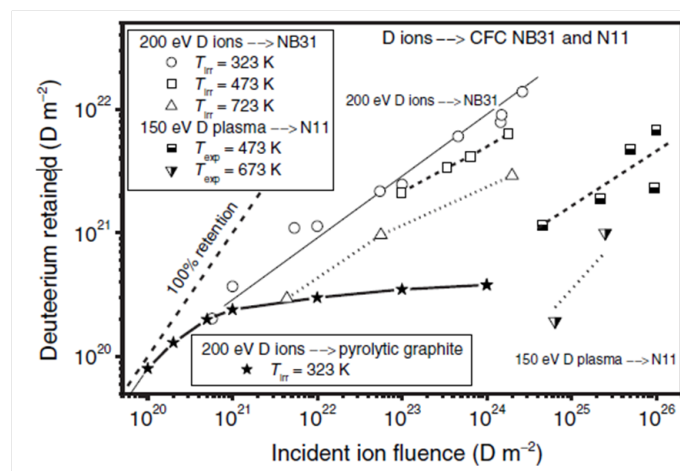 200 eV D ions --> NB31
T_irr = 323 K
T_irr = 473 K
T_irr = 723 K
150 eV D plasma --> N11
T_exp = 473 K
T_exp = 673 K
D ions --> CFC NB31 and N11
200 eV D ions --> NB31
100% retention
200 eV D ions --> pyrolytic graphite
T_irr = 323 K
150 eV D plasma --> N11
Deuteerium retained (D m⁻²)
10²²
10²¹
10²⁰
10²⁰ 10²¹ 10²² 10²³ 10²⁴ 10²⁵ 10²⁶
Incident ion fluence (D m⁻²)